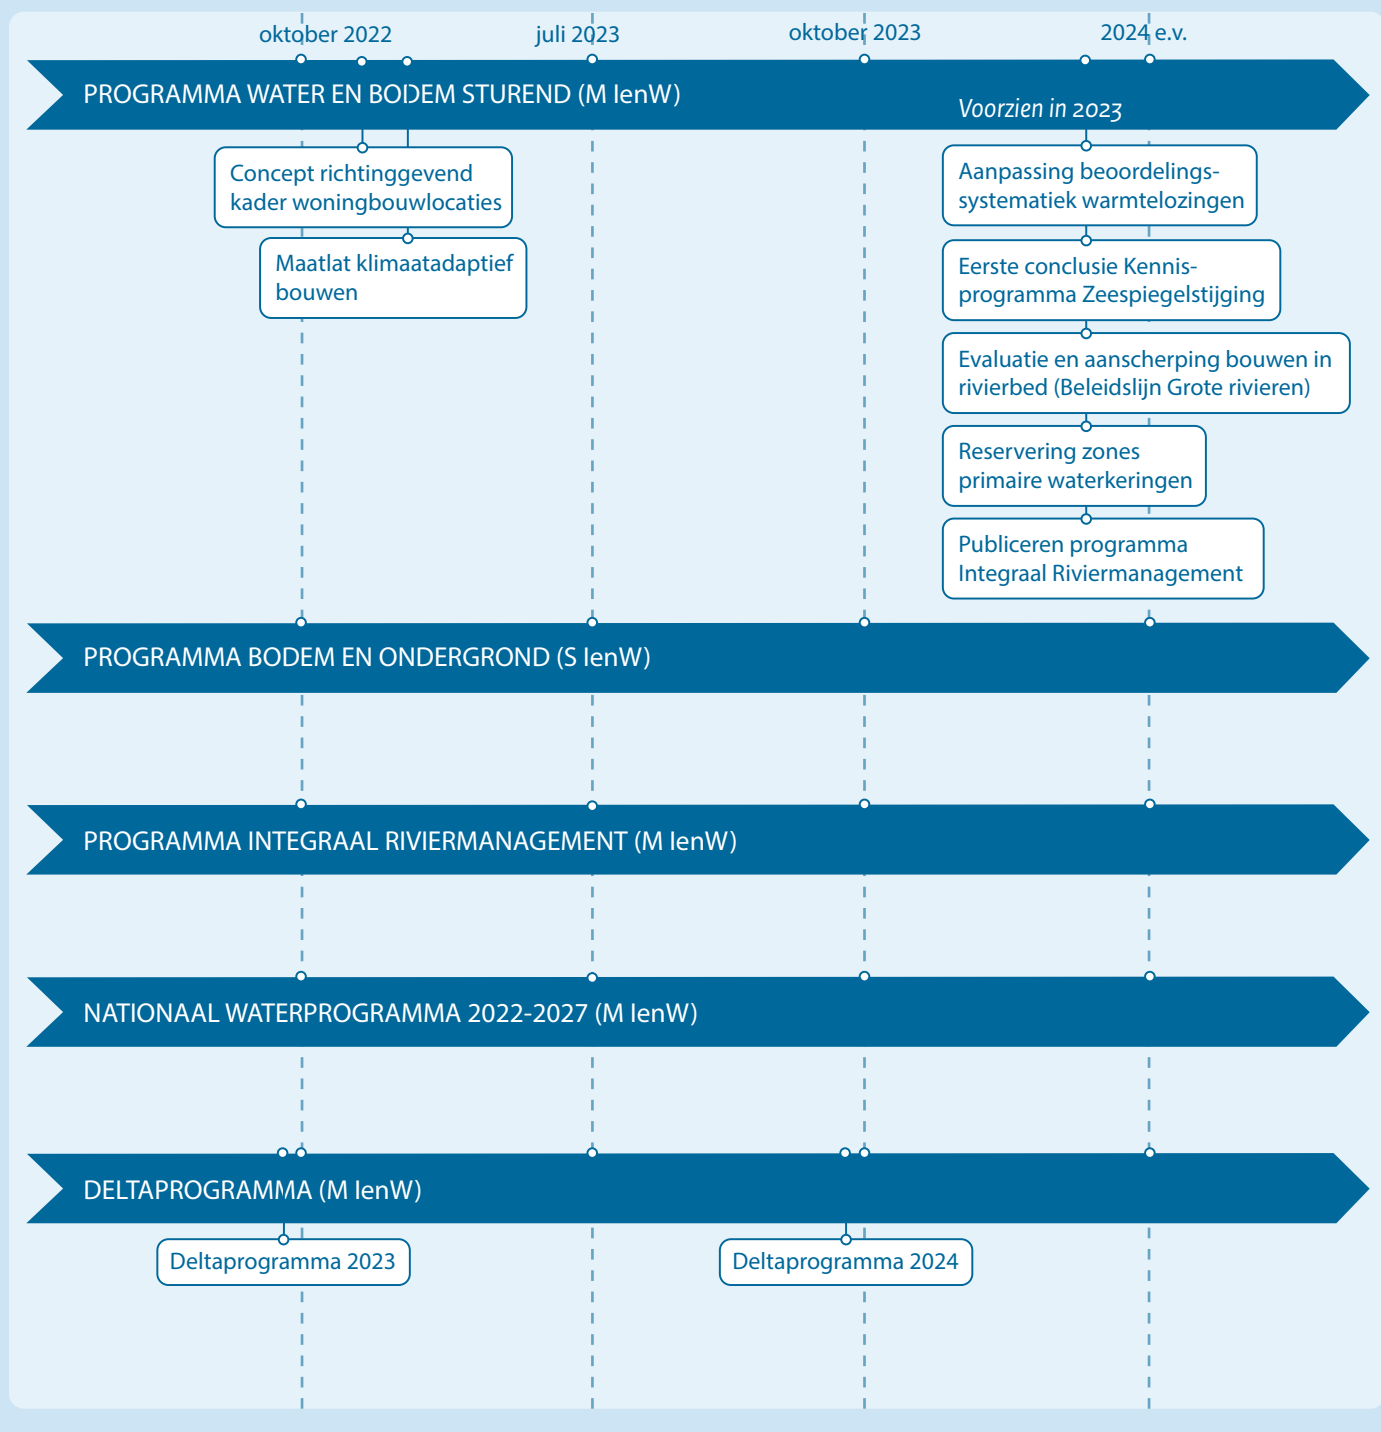 oktober 2022
juli 2023
oktober 2023
2024 e.v.
PROGRAMMA WATER EN BODEM STUREND (M IenW)
Voorzien in 2023
Concept richtinggevend
kader woningbouwlocaties
Maatlat klimaatadaptief
bouwen
Aanpassing beoordelings-
systematiek warmtelozingen
Eerste conclusie Kennis-
programma Zeespiegelstijging
Evaluatie en aanscherping bouwen in
rivierbed (Beleidslijn Grote rivieren)
Reservering zones
primaire waterkeringen
Publiceren programma
Integraal Riviermanagement
PROGRAMMA BODEM EN ONDERGROND (S IenW)
PROGRAMMA INTEGRAAL RIVIERMANAGEMENT (M IenW)
NATIONAAL WATERPROGRAMMA 2022-2027 (M IenW)
DELTAPROGRAMMA (M IenW)
Deltaprogramma 2023
Deltaprogramma 2024